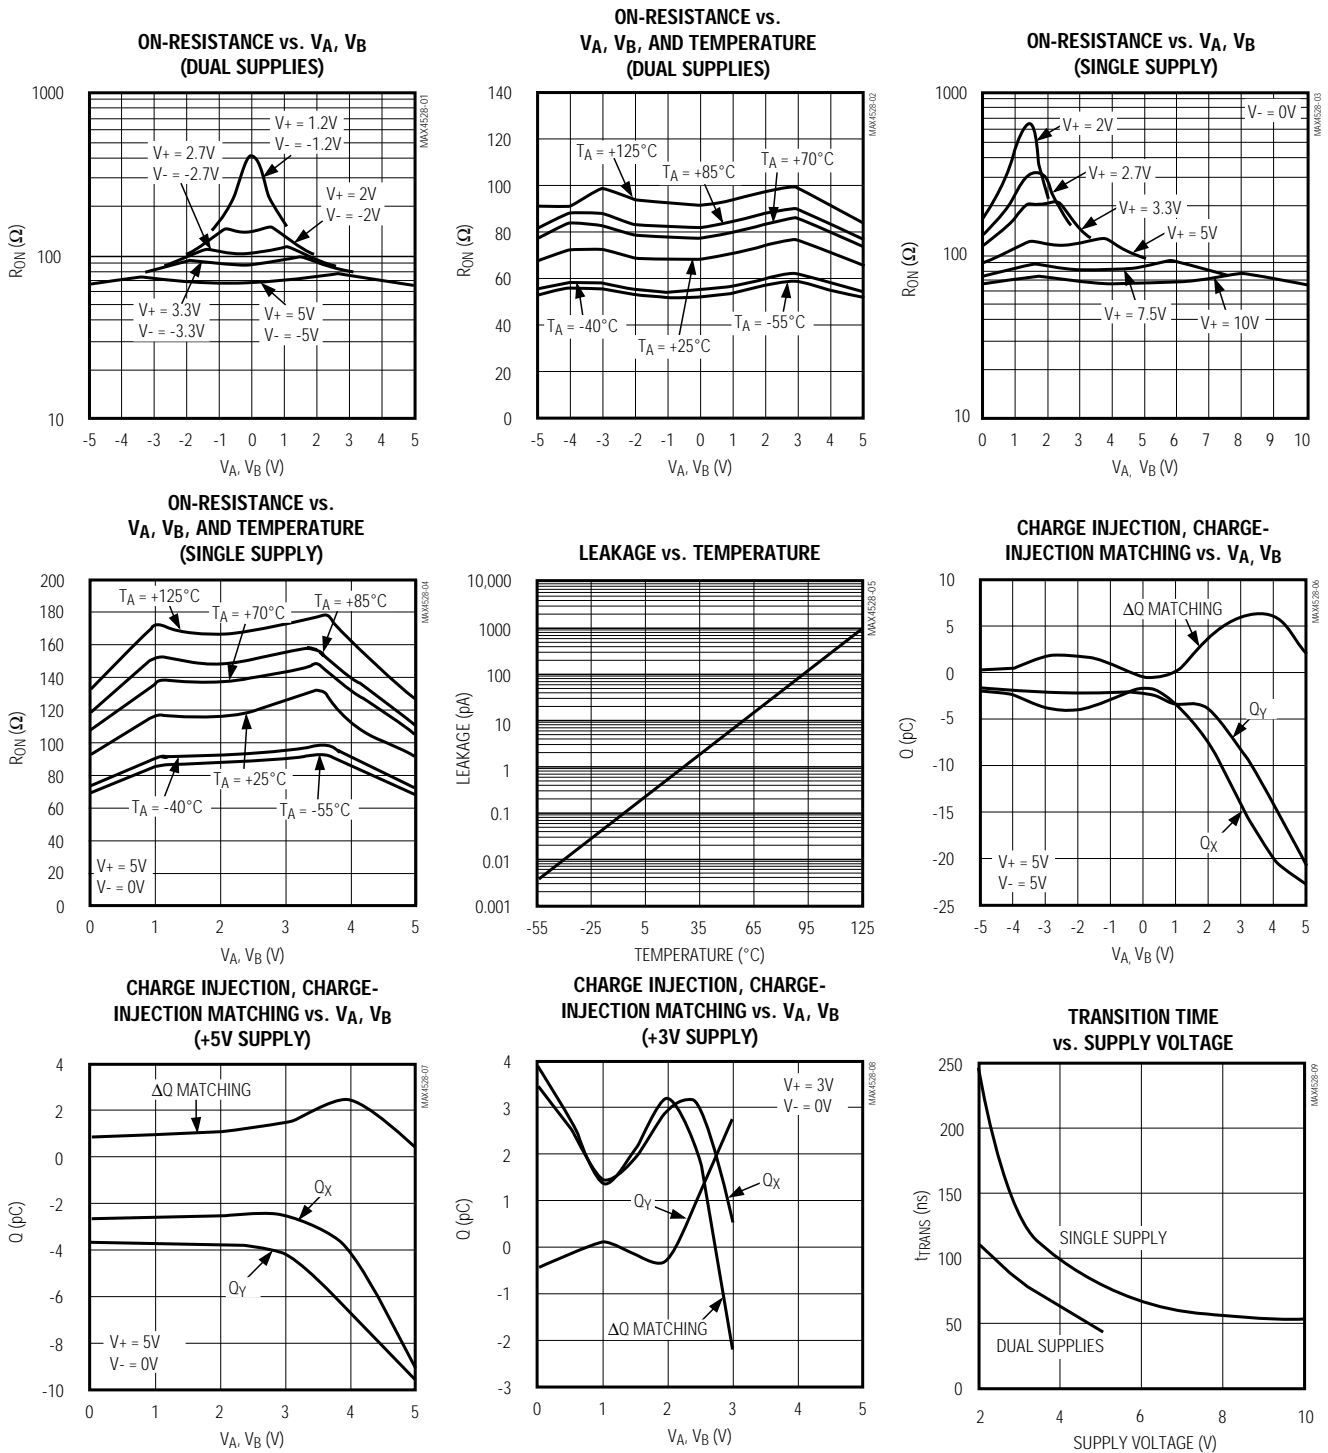 ON-RESISTANCE vs. VA, VB
(DUAL SUPPLIES)
1000
100
10
RON (Ω)
V+ = 1.2V
V- = -1.2V
V+ = 2.7V
V- = -2.7V
V+ = 2V
V- = -2V
V+ = 3.3V
V- = -3.3V
V+ = 5V
V- = -5V
-5 -4 -3 -2 -1 0 1 2 3 4 5
VA, VB (V)
MAX4528-01
ON-RESISTANCE vs.
VA, VB, AND TEMPERATURE
(DUAL SUPPLIES)
140
120
100
80
60
40
20
0
RON (Ω)
TA = +125°C
TA = +85°C
TA = +70°C
TA = -40°C
TA = +25°C
TA = -55°C
-5 -4 -3 -2 -1 0 1 2 3 4 5
VA, VB (V)
MAX4528-02
ON-RESISTANCE vs. VA, VB
(SINGLE SUPPLY)
1000
100
10
RON (Ω)
V- = 0V
V+ = 2V
V+ = 2.7V
V+ = 3.3V
V+ = 5V
V+ = 7.5V
V+ = 10V
0 1 2 3 4 5 6 7 8 9 10
VA, VB (V)
MAX4528-03
ON-RESISTANCE vs.
VA, VB, AND TEMPERATURE
(SINGLE SUPPLY)
200
180
160
140
120
100
80
60
40
20
0
RON (Ω)
TA = +125°C
TA = +70°C
TA = +85°C
TA = +25°C
TA = -40°C
TA = -55°C
V+ = 5V
V- = 0V
0 1 2 3 4 5
VA, VB (V)
MAX4528-04
LEAKAGE vs. TEMPERATURE
10,000
1000
100
10
1
0.1
0.01
0.001
LEAKAGE (pA)
-55 -25 5 35 65 95 125
TEMPERATURE (°C)
MAX4528-05
CHARGE INJECTION, CHARGE-
INJECTION MATCHING vs. VA, VB
10
5
0
-5
-10
-15
-20
-25
Q (pC)
ΔQ MATCHING
QY
QX
V+ = 5V
V- = 5V
-5 -4 -3 -2 -1 0 1 2 3 4 5
VA, VB (V)
MAX4528-06
CHARGE INJECTION, CHARGE-
INJECTION MATCHING vs. VA, VB
(+5V SUPPLY)
4
2
0
-2
-4
-6
-8
-10
Q (pC)
ΔQ MATCHING
QX
QY
V+ = 5V
V- = 0V
0 1 2 3 4 5
VA, VB (V)
MAX4528-07
CHARGE INJECTION, CHARGE-
INJECTION MATCHING vs. VA, VB
(+3V SUPPLY)
4
3
2
1
0
-1
-2
-3
Q (pC)
V+ = 3V
V- = 0V
QY
QX
ΔQ MATCHING
0 1 2 3 4 5
VA, VB (V)
MAX4528-08
TRANSITION TIME
vs. SUPPLY VOLTAGE
250
200
150
100
50
0
tTRANS (ns)
SINGLE SUPPLY
DUAL SUPPLIES
2 4 6 8 10
SUPPLY VOLTAGE (V)
MAX4528-09